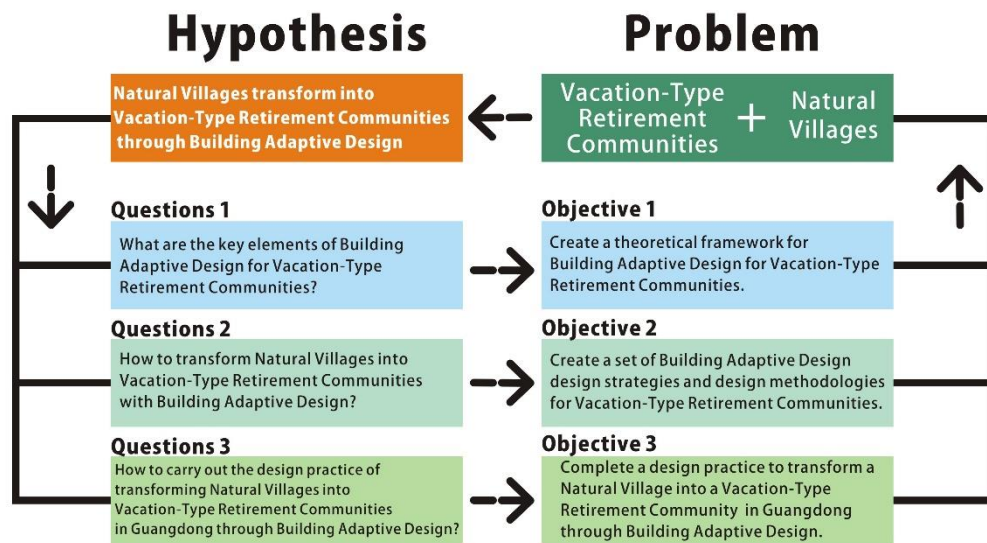 Hypothesis
Problem
Natural Villages transform into
Vacation-Type Retirement Communities
through Building Adaptive Design
Vacation-Type
Retirement
Communities
+
Natural
Villages
Questions 1
What are the key elements of Building
Adaptive Design for Vacation-Type
Retirement Communities?
Objective 1
Create a theoretical framework for
Building Adaptive Design for Vacation-Type
Retirement Communities.
Questions 2
How to transform Natural Villages into
Vacation-Type Retirement Communities
with Building Adaptive Design?
Objective 2
Create a set of Building Adaptive Design
design strategies and design methodologies
for Vacation-Type Retirement Communities.
Questions 3
How to carry out the design practice of
transforming Natural Villages into
Vacation-Type Retirement Communities
in Guangdong through Building Adaptive Design?
Objective 3
Complete a design practice to transform a
Natural Village into a Vacation-Type
Retirement Community in Guangdong
through Building Adaptive Design.